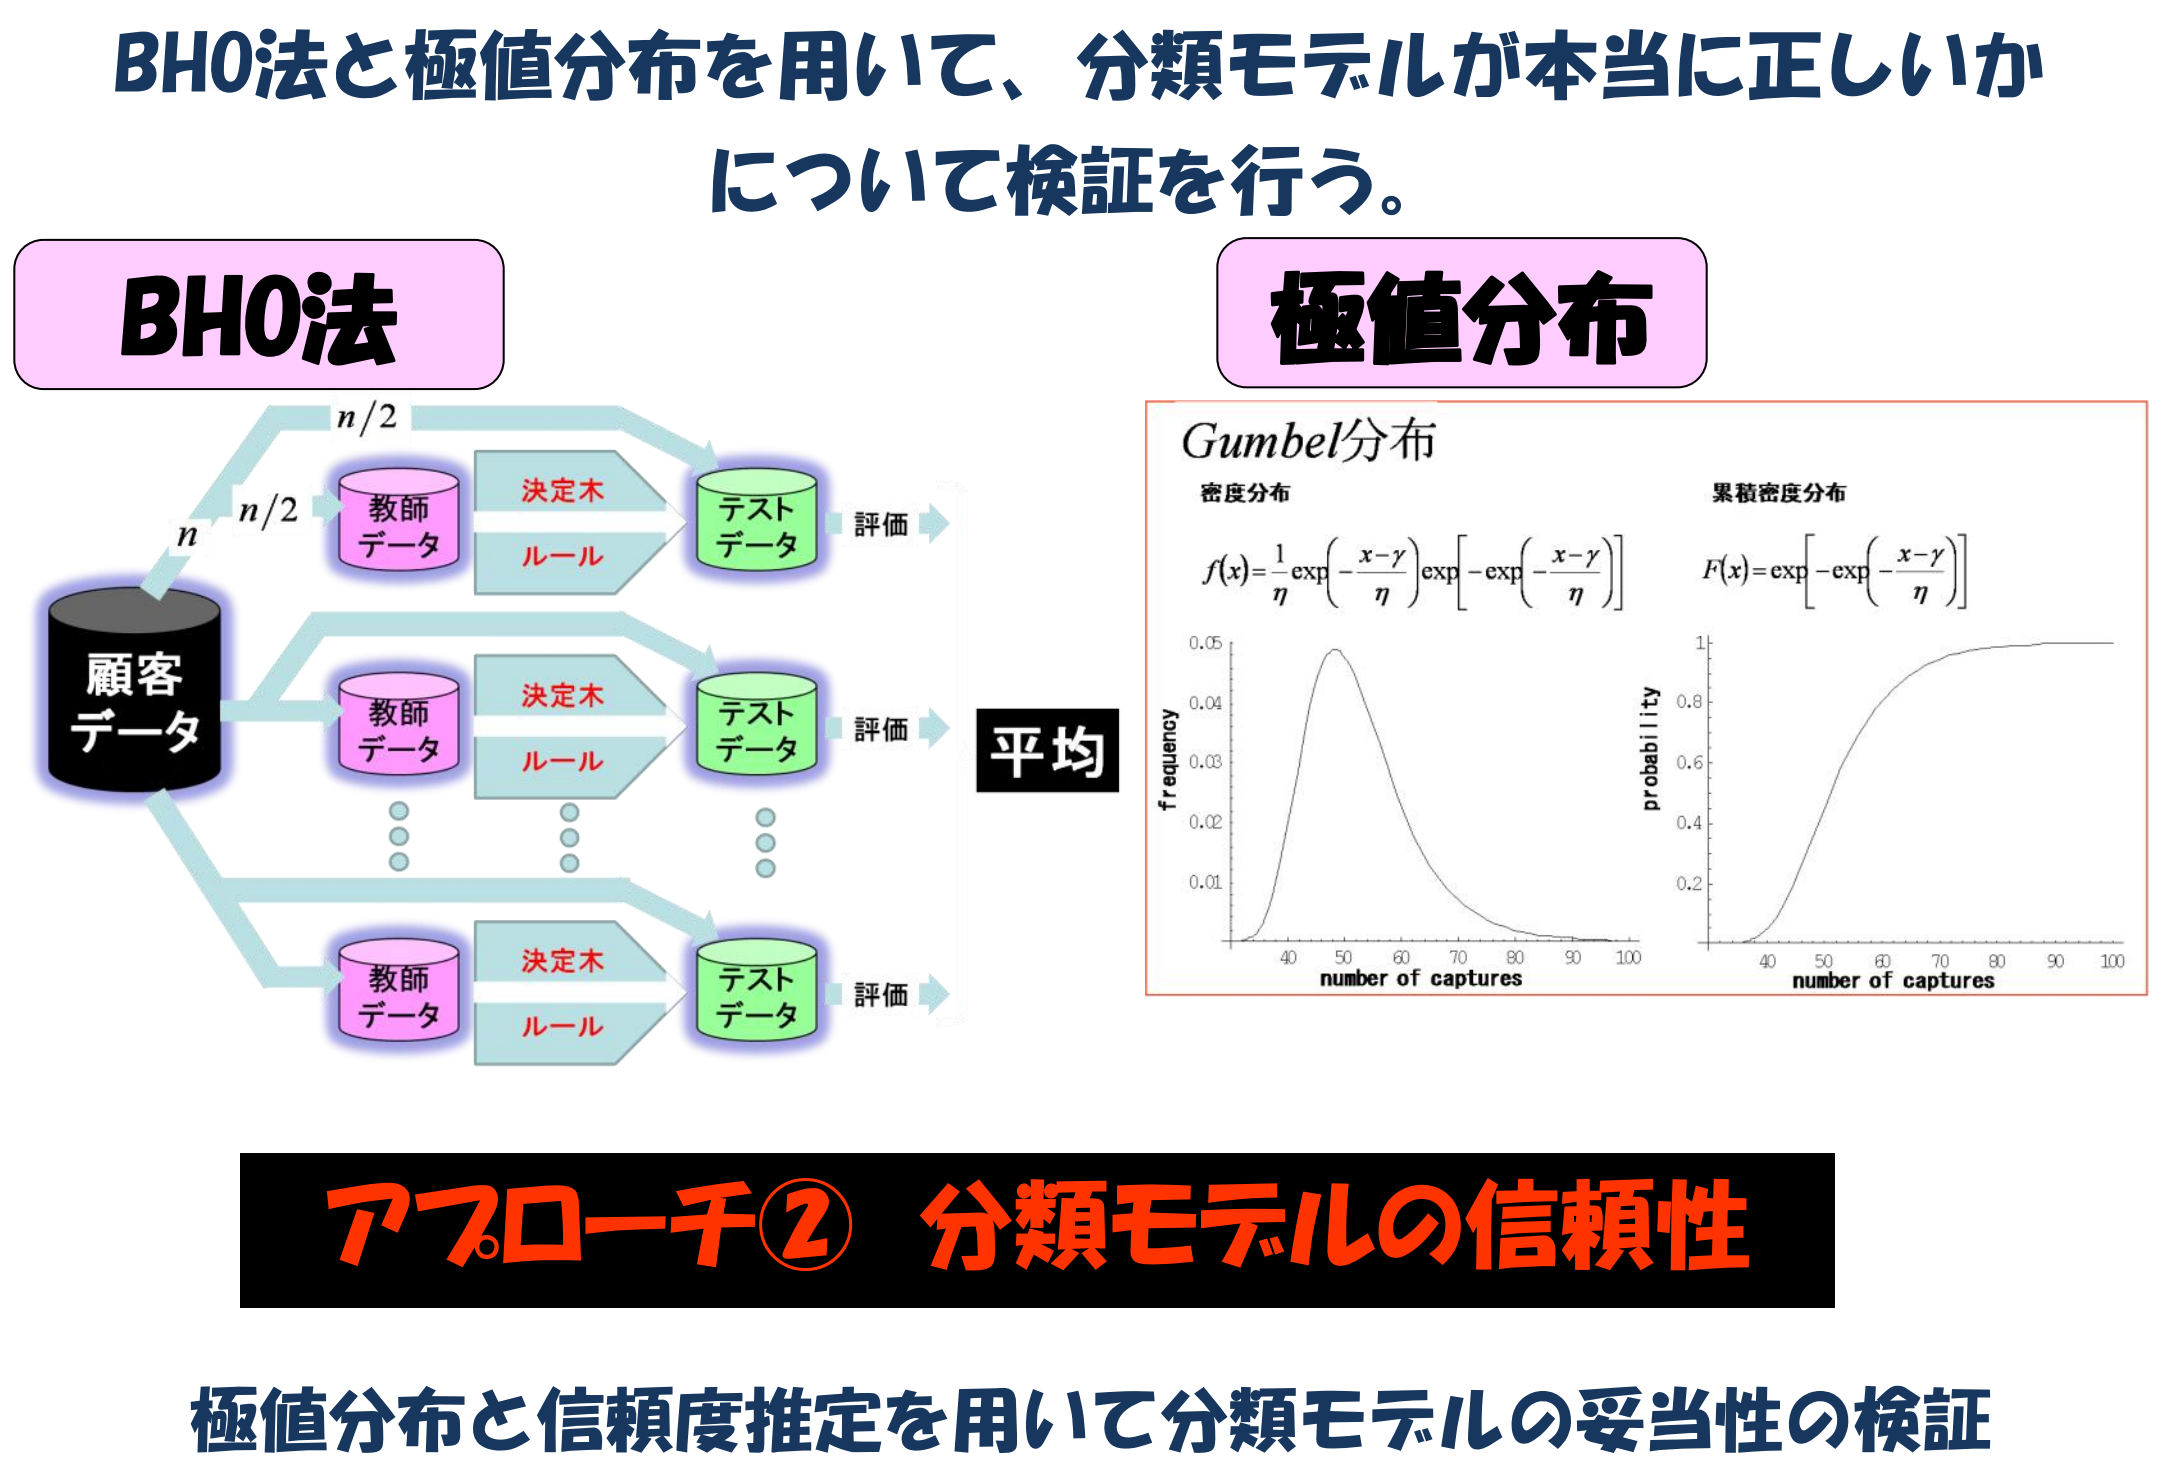 BHO法と極値分布を用いて、分類モデルが本当に正しいか
について検証を行う。
BHO法
極値分布
n/2
n/2
n
教師
データ
決定木
ルール
テスト
データ
評価
顧客
データ
教師
データ
決定木
ルール
テスト
データ
評価
平均
教師
データ
決定木
ルール
テスト
データ
評価
Gumbel分布
密度分布
f(x)=1/η exp(-(x-γ)/η)exp[-exp(-(x-γ)/η)]
0.05
0.04
0.03
0.02
0.01
frequency
40 50 60 70 80 90 100
number of captures
累積密度分布
F(x)=exp[-exp(-(x-γ)/η)]
1
0.8
0.6
0.4
0.2
probability
40 50 60 70 80 90 100
number of captures
アプローチ② 分類モデルの信頼性
極値分布と信頼度推定を用いて分類モデルの妥当性の検証